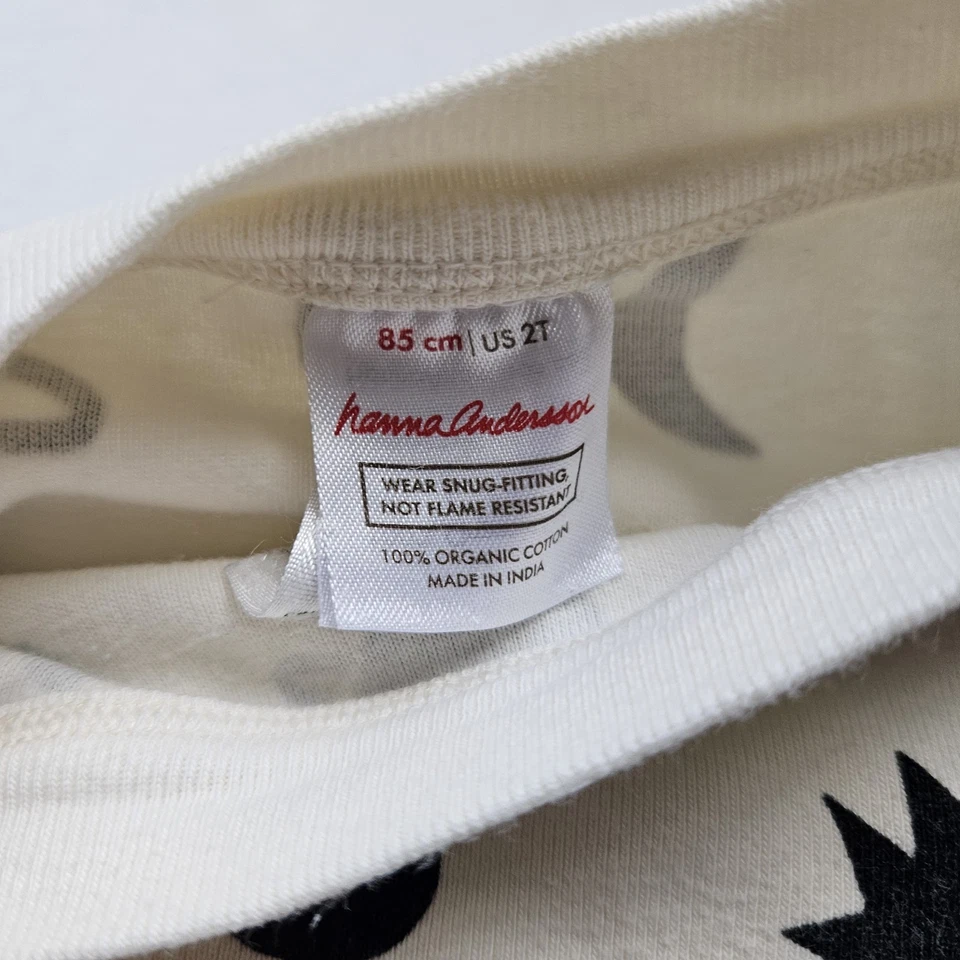 85 cm | US 2T
hanna Andersson
WEAR SNUG-FITTING,
NOT FLAME RESISTANT
100% ORGANIC COTTON
MADE IN INDIA